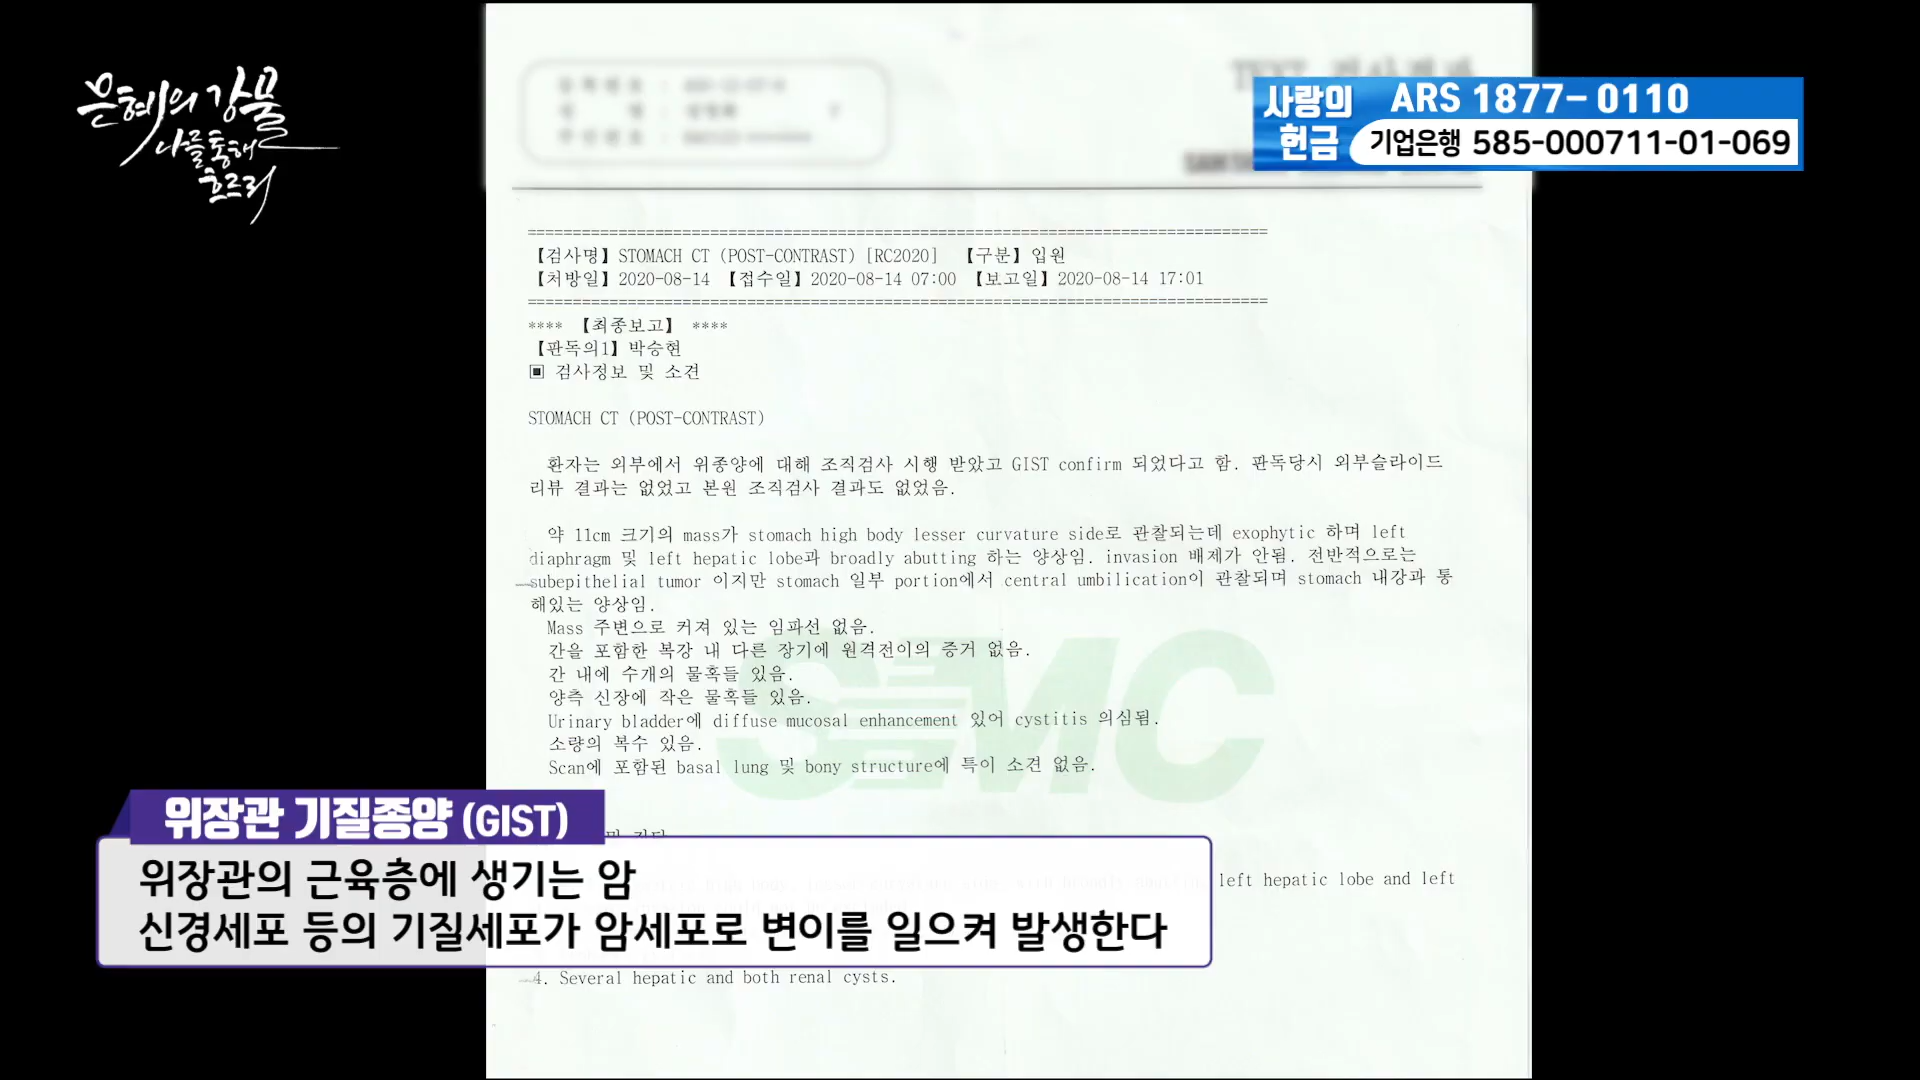 은혜의 강물
나를 통해
흐르리
사랑의
헌금
ARS 1877-0110
기업은행 585-000711-01-069
==================================================================================
【검사명】STOMACH CT (POST-CONTRAST) [RC2020] 【구분】입원
【처방일】2020-08-14 【접수일】2020-08-14 07:00 【보고일】2020-08-14 17:01
==================================================================================
**** 【최종보고】 ****
【판독의1】박승현
▣ 검사정보 및 소견
STOMACH CT (POST-CONTRAST)
환자는 외부에서 위종양에 대해 조직검사 시행 받았고 GIST confirm 되었다고 함. 판독당시 외부슬라이드
리뷰 결과는 없었고 본원 조직검사 결과도 없었음.
약 11cm 크기의 mass가 stomach high body lesser curvature side로 관찰되는데 exophytic 하며 left
diaphragm 및 left hepatic lobe과 broadly abutting 하는 양상임. invasion 배제가 안됨. 전반적으로는
subepithelial tumor 이지만 stomach 일부 portion에서 central umbilication이 관찰되며 stomach 내강과 통
해있는 양상임.
Mass 주변으로 커져 있는 임파선 없음.
간을 포함한 복강 내 다른 장기에 원격전이의 증거 없음.
간 내에 수개의 물혹들 있음.
양측 신장에 작은 물혹들 있음.
Urinary bladder에 diffuse mucosal enhancement 있어 cystitis 의심됨.
소량의 복수 있음.
Scan에 포함된 basal lung 및 bony structure에 특이 소견 없음.
SMC
위장관 기질종양 (GIST)
위장관의 근육층에 생기는 암
신경세포 등의 기질세포가 암세포로 변이를 일으켜 발생한다
left hepatic lobe and left
4. Several hepatic and both renal cysts.